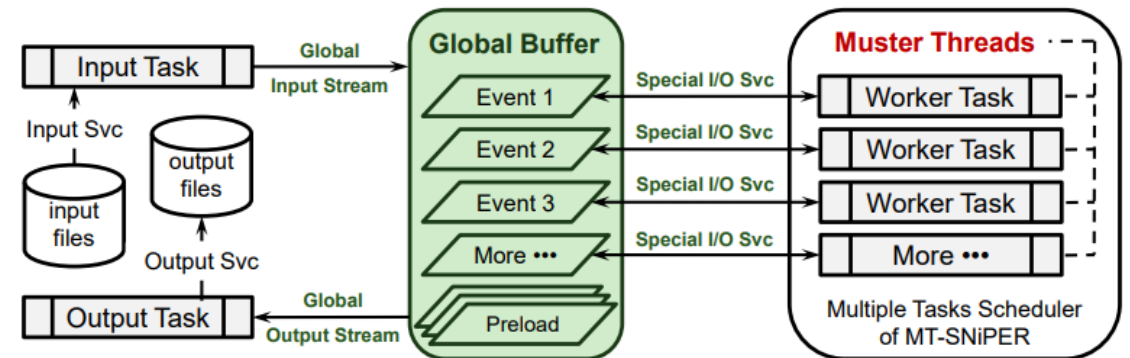 Input Task
Input Svc
input
files
output
files
Output Svc
Output Task
Global
Input Stream
Global
Output Stream
Global Buffer
Event 1
Event 2
Event 3
More •••
Preload
Special I/O Svc
Special I/O Svc
Special I/O Svc
Special I/O Svc
Muster Threads
Worker Task
Worker Task
Worker Task
More •••
Multiple Tasks Scheduler
of MT-SNiPER